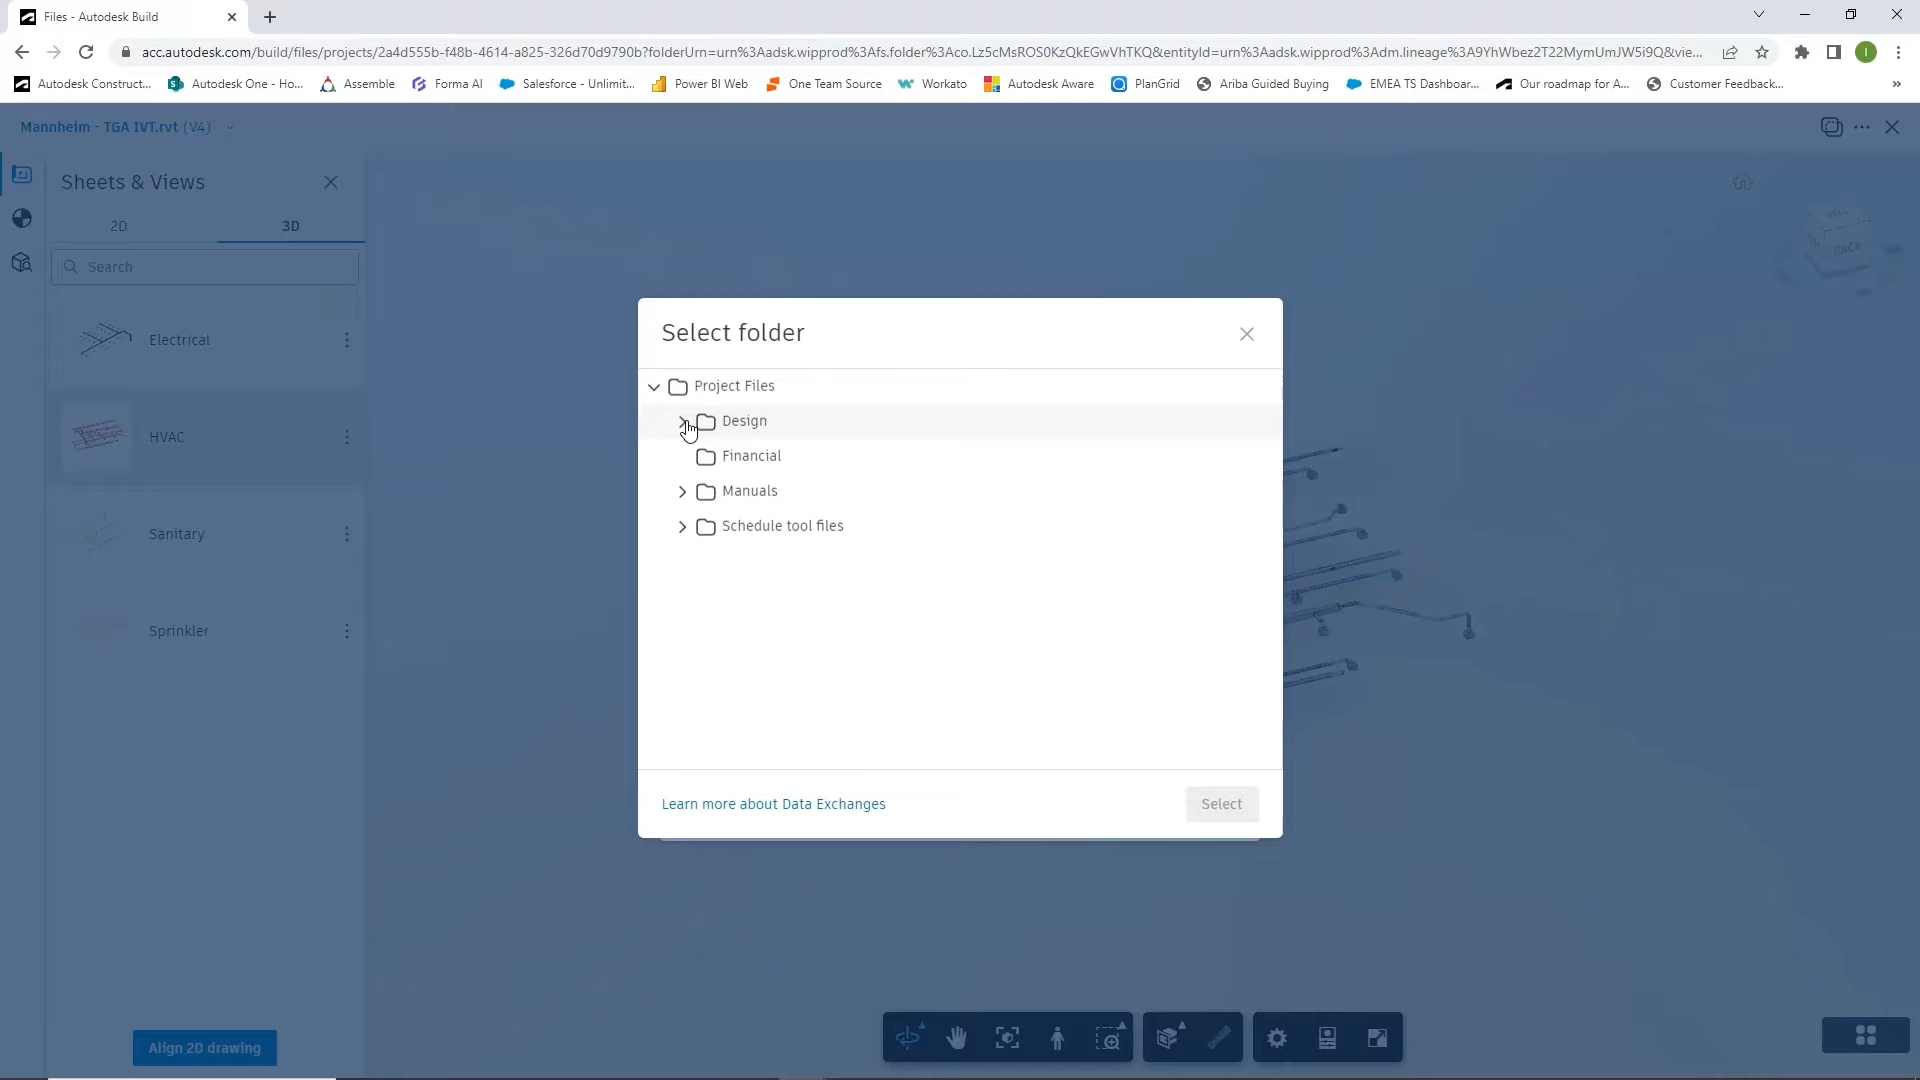 Files - Autodesk Build
acc.autodesk.com/build/files/projects/2a4d555b-f48b-4614-a825-326d70d9790b?folderUrn=urn%3Aadsk.wipprod%3Afs.folder%3Aco.Lz5cMsROS0KzQkEGwVhTKQ&entityId=urn%3Aadsk.wipprod%3Adm.lineage%3A9YhWbez2T22MymUmJW5i9Q&vie...
I
Autodesk Construct... Autodesk One - Ho... Assemble Forma AI Salesforce - Unlimit... Power BI Web One Team Source Workato Autodesk Aware PlanGrid Ariba Guided Buying EMEA TS Dashboar... Our roadmap for A... Customer Feedback... »
Mannheim - TGA IVT.rvt (V4)
Sheets & Views
2D 3D
Search
Electrical
HVAC
Sanitary
Sprinkler
Align 2D drawing
BACK
Select folder
Project Files
Design
Financial
Manuals
Schedule tool files
Learn more about Data Exchanges
Select